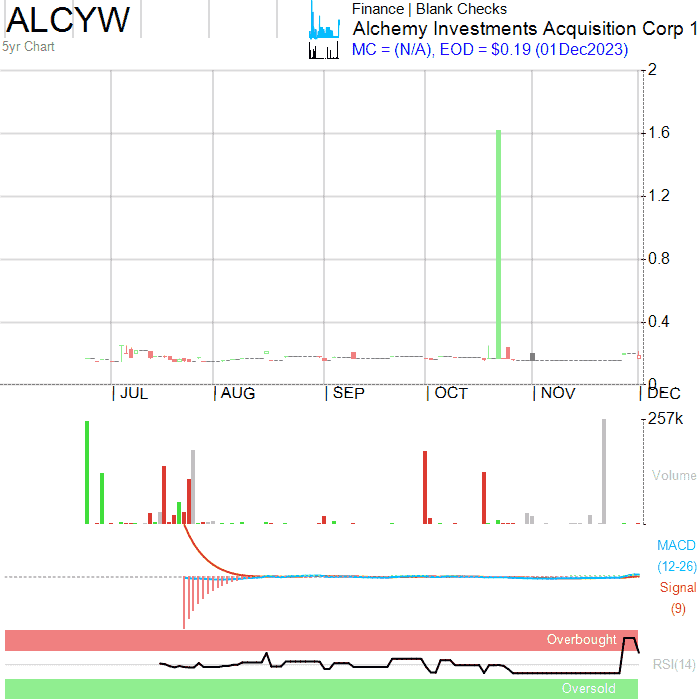 ALCYW
5yr Chart
Finance | Blank Checks
Alchemy Investments Acquisition Corp 1
MC = (N/A), EOD = $0.19 (01Dec2023)
2
1.6
1.2
0.8
0.4
0
| JUL | AUG | SEP | OCT | NOV | DEC
257k
Volume
MACD
(12-26)
Signal
(9)
Overbought
RSI(14)
Oversold